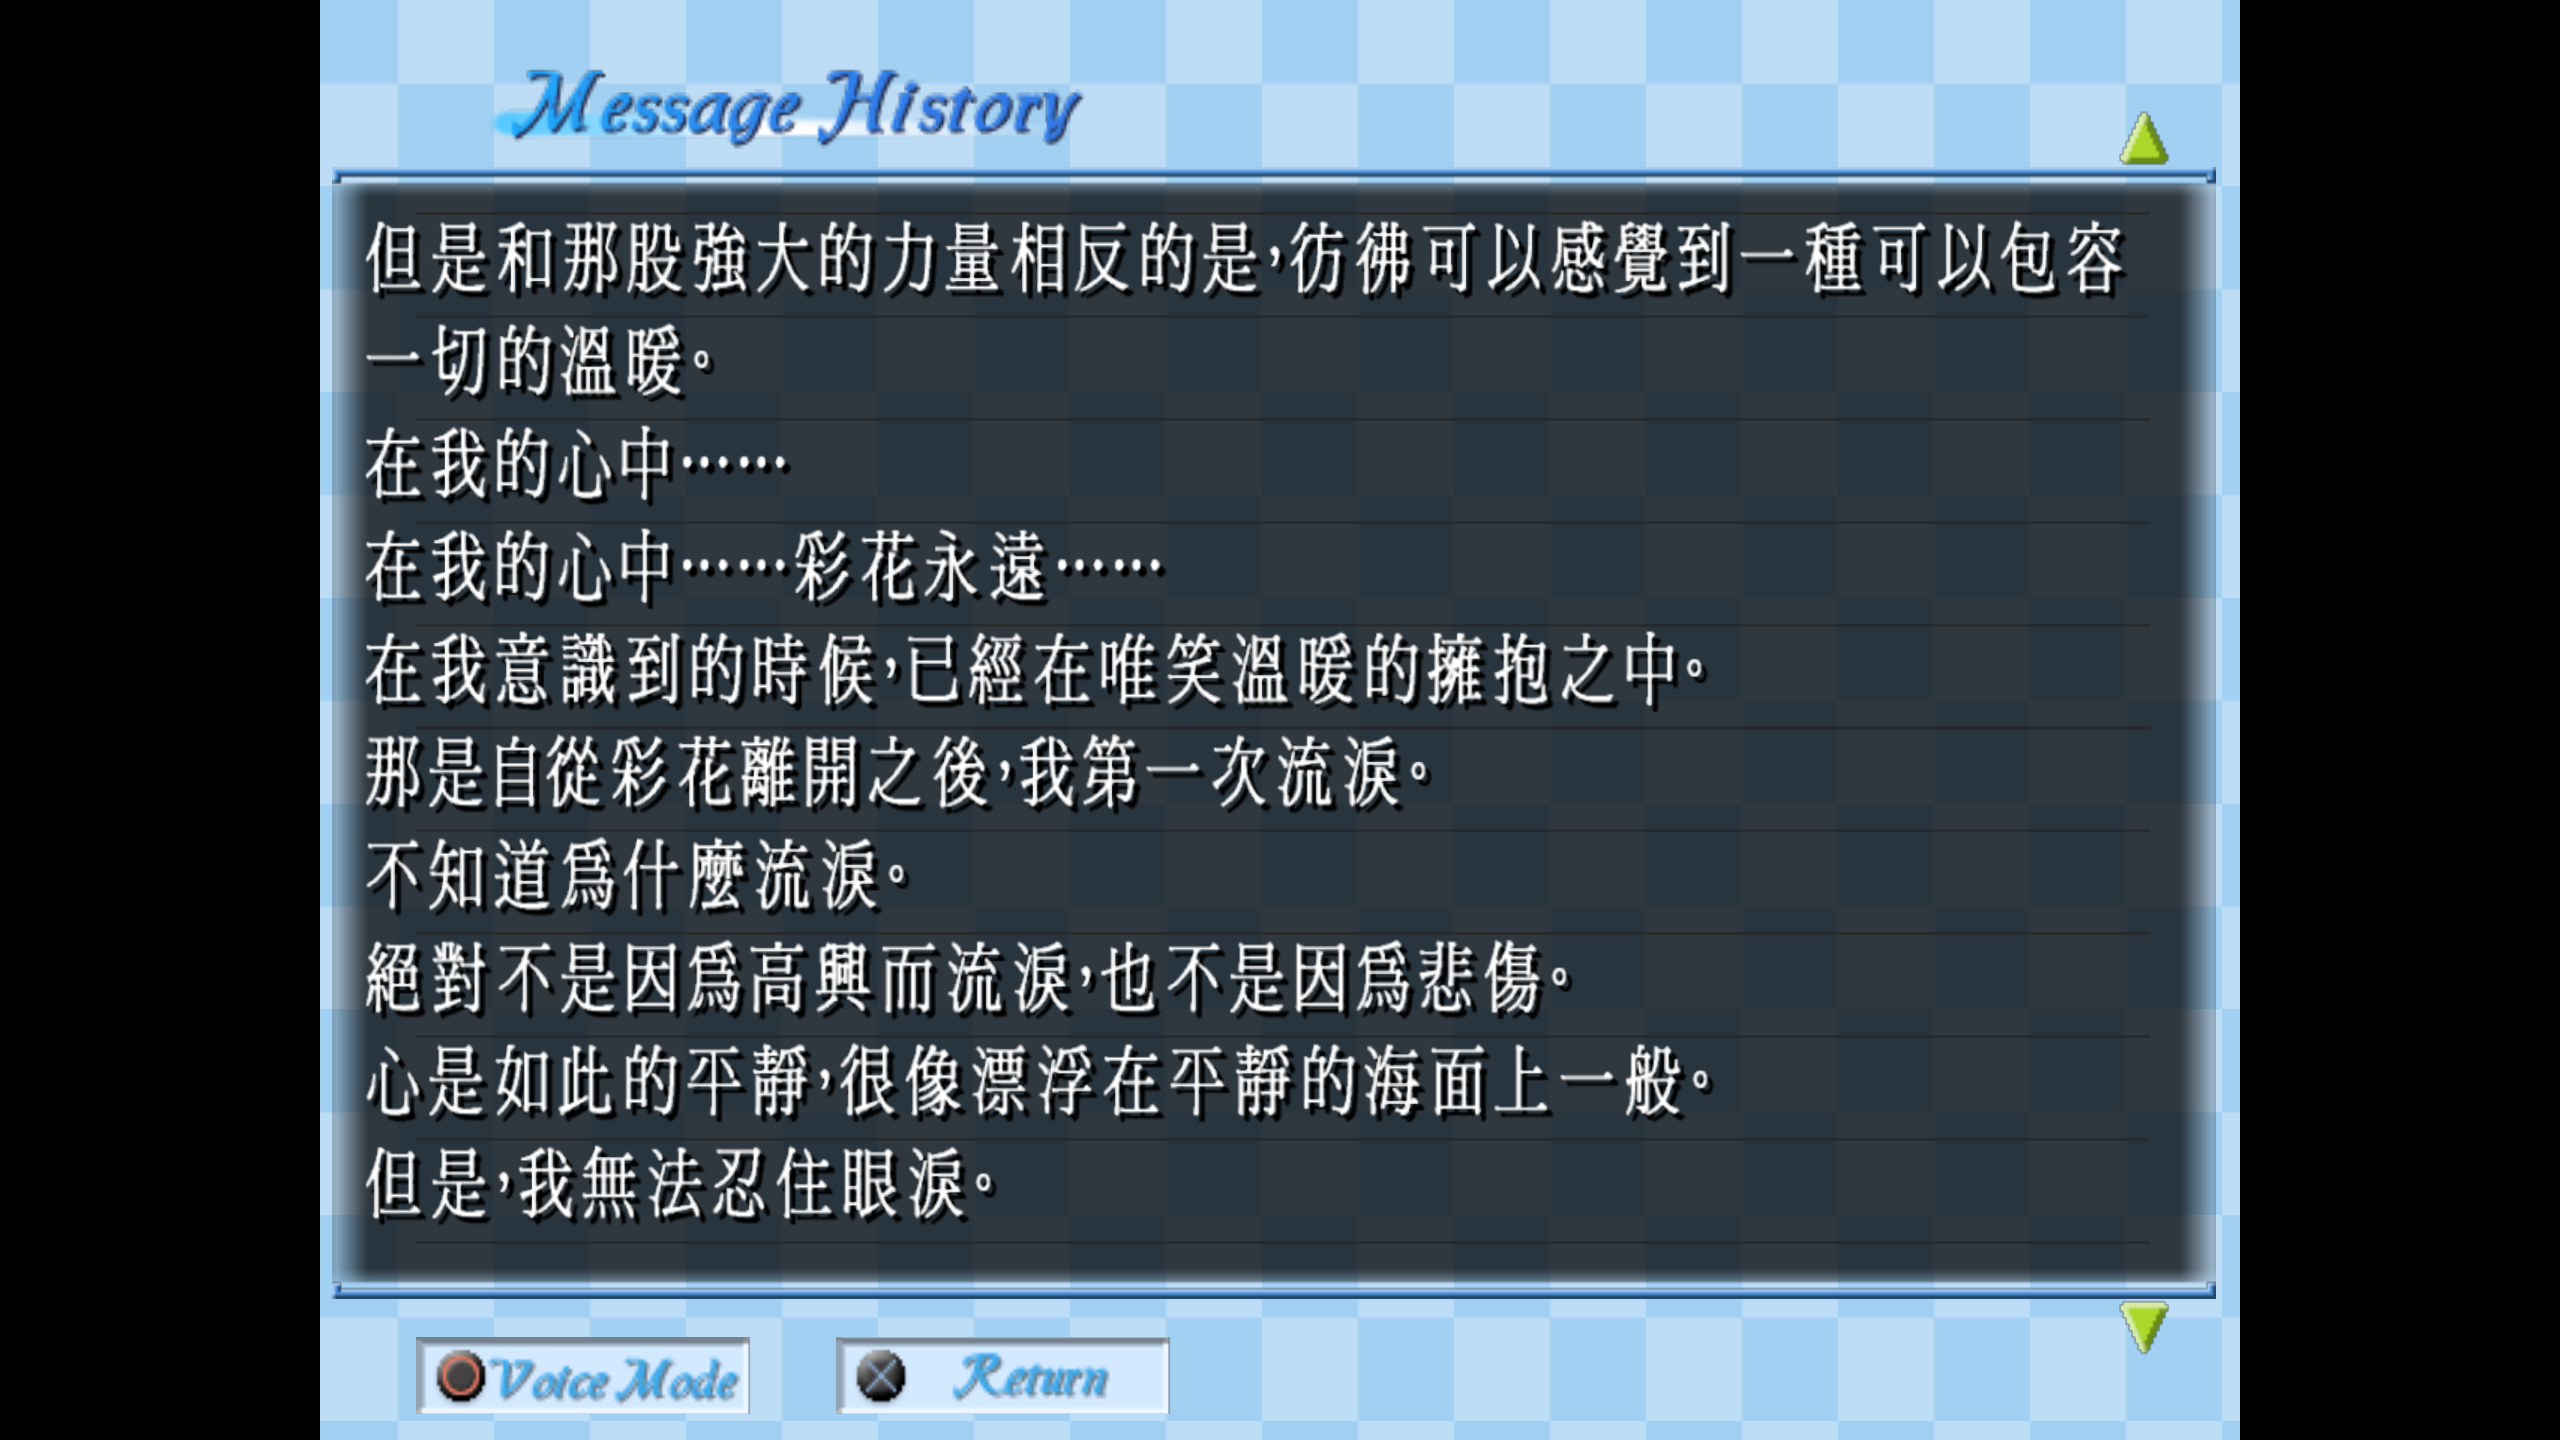 Message History
但是和那股強大的力量相反的是，彷彿可以感覺到一種可以包容
一切的溫暖。
在我的心中……
在我的心中……彩花永遠……
在我意識到的時候，已經在唯笑溫暖的擁抱之中。
那是自從彩花離開之後，我第一次流淚。
不知道爲什麼流淚。
絕對不是因爲高興而流淚，也不是因爲悲傷。
心是如此的平靜，很像漂浮在平靜的海面上一般。
但是，我無法忍住眼淚。
Voice Mode
Return